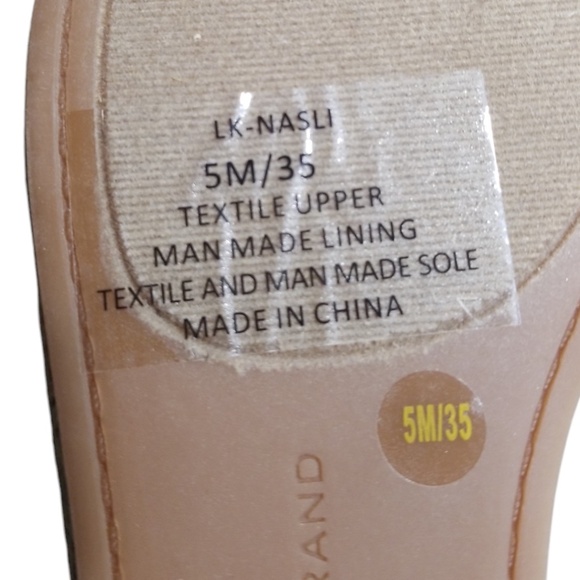 LK-NASLI
5M/35
TEXTILE UPPER
MAN MADE LINING
TEXTILE AND MAN MADE SOLE
MADE IN CHINA
5M/35
RAND